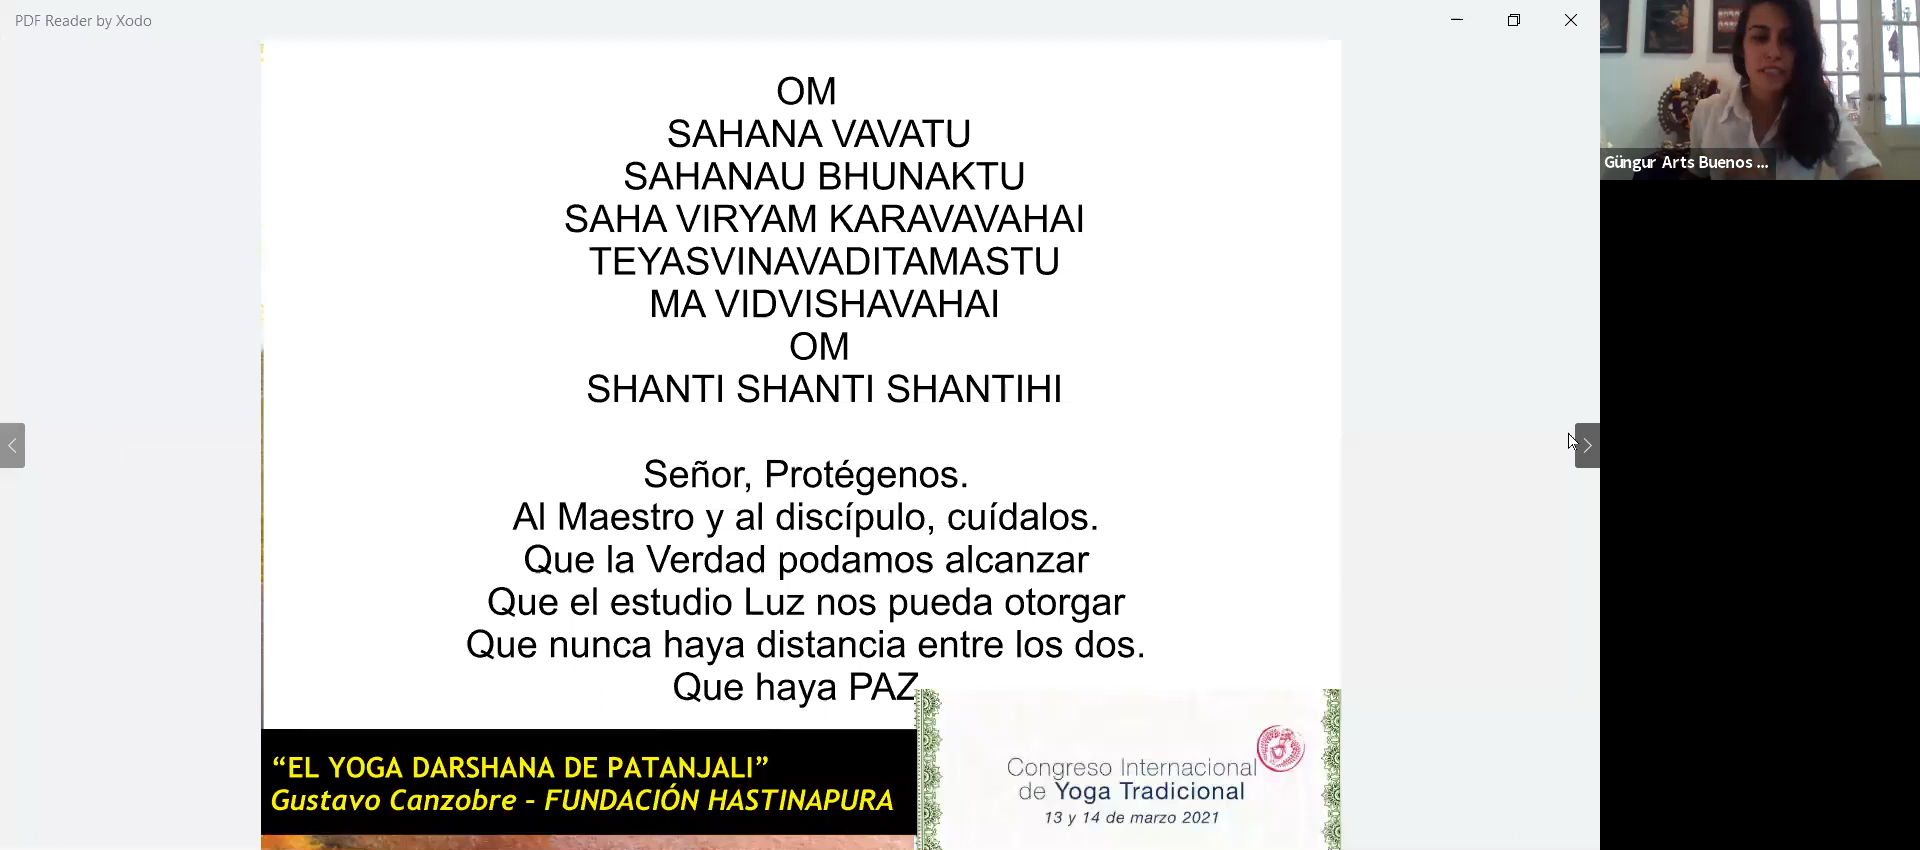 PDF Reader by Xodo
OM
SAHANA VAVATU
SAHANAU BHUNAKTU
SAHA VIRYAM KARAVAVAHAI
TEYASVINAVADITAMASTU
MA VIDVISHAVAHAI
OM
SHANTI SHANTI SHANTIHI
Señor, Protégenos.
Al Maestro y al discípulo, cuídalos.
Que la Verdad podamos alcanzar
Que el estudio Luz nos pueda otorgar
Que nunca haya distancia entre los dos.
Que haya PAZ
“EL YOGA DARSHANA DE PATANJALI”
Gustavo Canzobre – FUNDACIÓN HASTINAPURA
Congreso Internacional
de Yoga Tradicional
13 y 14 de marzo 2021
Güngur Arts Buenos ...